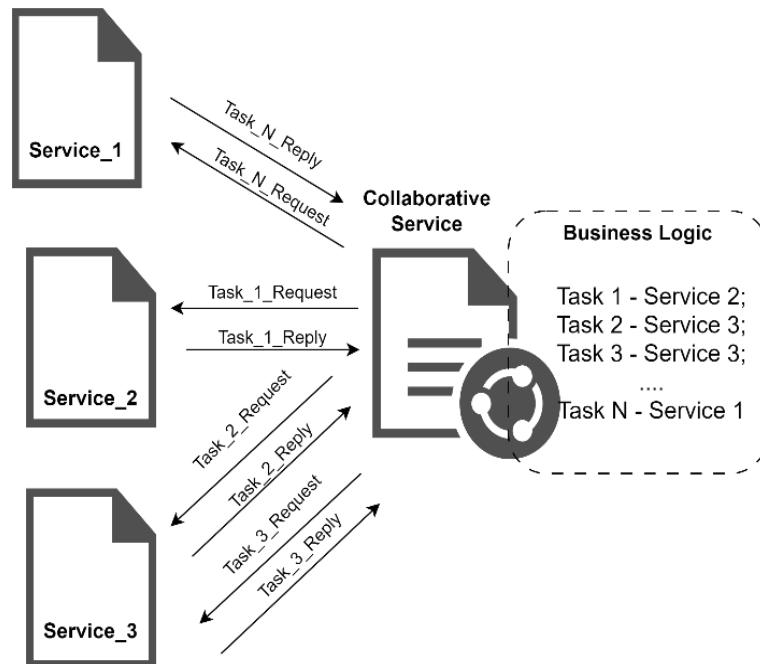 Service_1
Task_N_Reply
Task_N_Request
Collaborative
Service
Business Logic
Task 1 - Service 2;
Task 2 - Service 3;
Task 3 - Service 3;
....
Task N - Service 1
Service_2
Task_1_Request
Task_1_Reply
Task_2_Request
Task_2_Reply
Task_3_Request
Task_3_Reply
Service_3